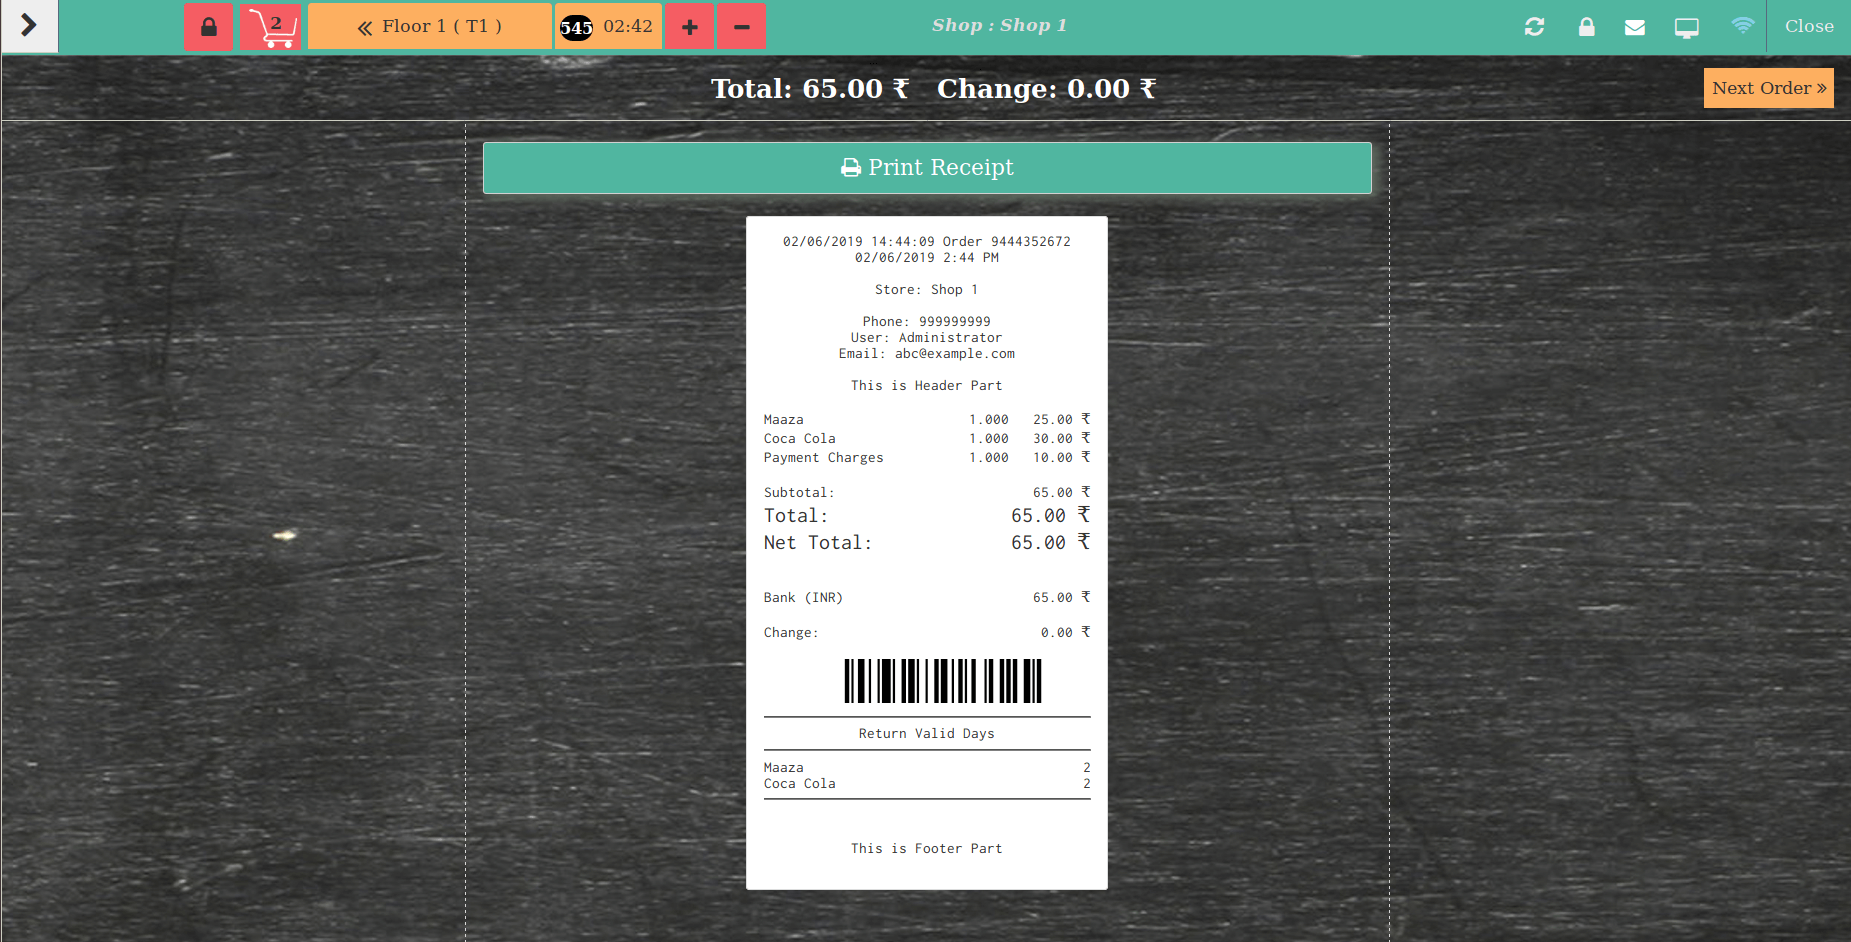 2
Floor 1 ( T1 )
545 02:42
Shop : Shop 1
Close
Total: 65.00 ₹ Change: 0.00 ₹
Next Order
Print Receipt
02/06/2019 14:44:09 Order 9444352672
02/06/2019 2:44 PM
Store: Shop 1
Phone: 999999999
User: Administrator
Email: abc@example.com
This is Header Part
Maaza 1.000 25.00 ₹
Coca Cola 1.000 30.00 ₹
Payment Charges 1.000 10.00 ₹
Subtotal: 65.00 ₹
Total: 65.00 ₹
Net Total: 65.00 ₹
Bank (INR) 65.00 ₹
Change: 0.00 ₹
Return Valid Days
Maaza 2
Coca Cola 2
This is Footer Part